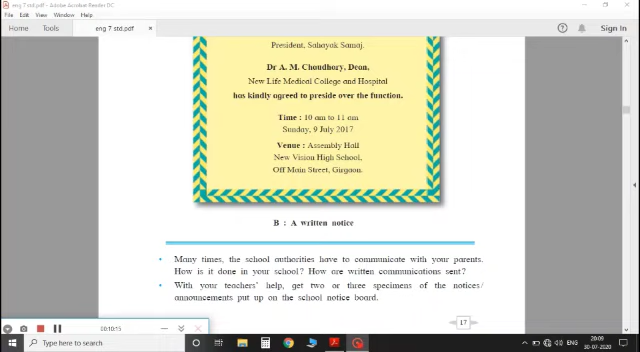 eng 7 std.pdf - Adobe Acrobat Reader DC
File Edit View Window Help
Home Tools eng 7 std.pdf × Sign In
President, Sahayak Samaj.
Dr A. M. Choudhary, Dean,
New Life Medical College and Hospital
has kindly agreed to preside over the function.
Time : 10 am to 11 am
Sunday, 9 July 2017
Venue : Assembly Hall
New Vision High School,
Off Main Street, Girgaon.
B : A written notice
• Many times, the school authorities have to communicate with your parents.
How is it done in your school? How are written communications sent?
• With your teachers' help, get two or three specimens of the notices/
announcements put up on the school notice board.
17
00:10:15
Type here to search
ENG
20:09
30-07-2020